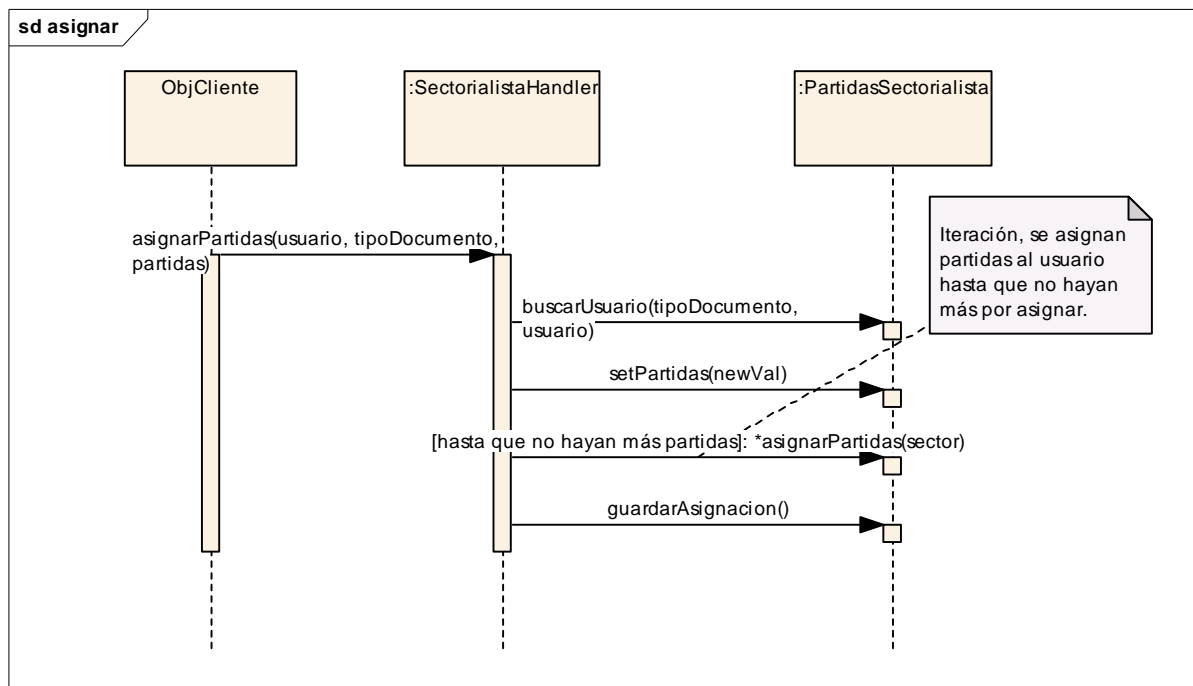 sd asignar
ObjCliente
:SectorialistaHandler
:PartidasSectorialista
asignarPartidas(usuario, tipoDocumento,
partidas)
Iteración, se asignan
partidas al usuario
hasta que no hayan
más por asignar.
buscarUsuario(tipoDocumento,
usuario)
setPartidas(newVal)
[hasta que no hayan más partidas]: *asignarPartidas(sector)
guardarAsignacion()